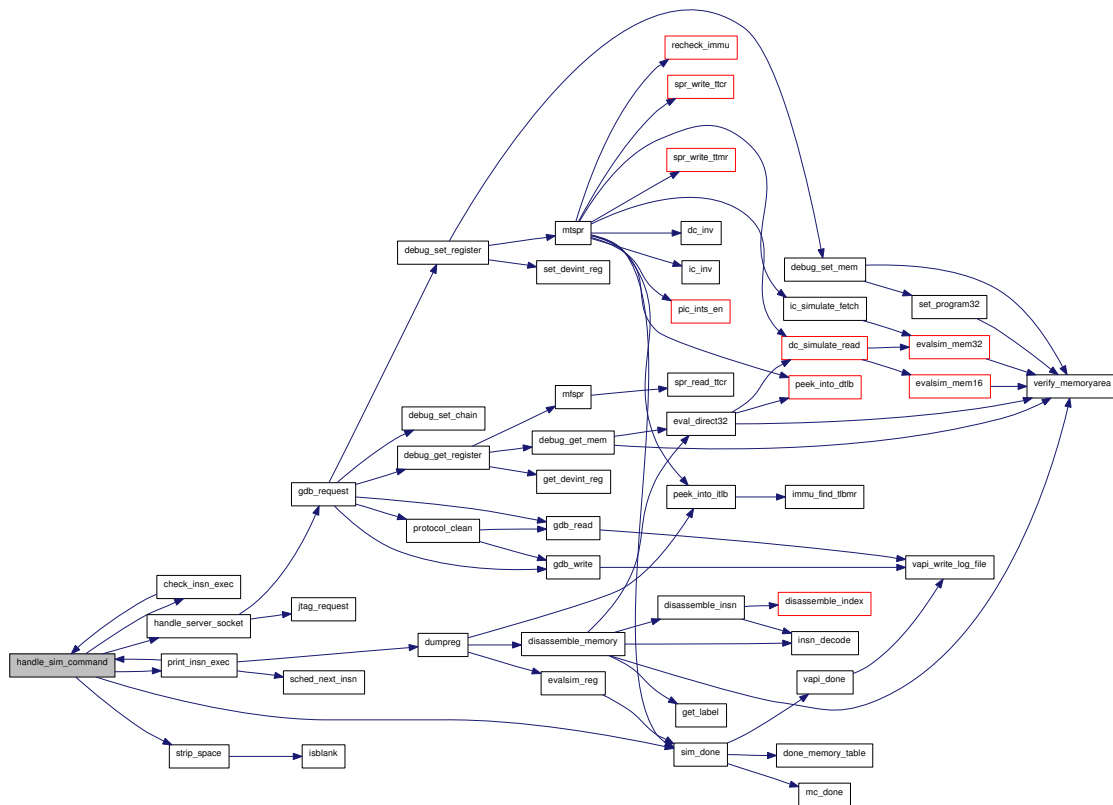 recheck_immu
spr_write_ttcr
spr_write_ttmr
mtspr
dc_inv
debug_set_register
debug_set_mem
set_devint_reg
ic_inv
ic_simulate_fetch
set_program32
pic_ints_en
dc_simulate_read
evalsim_mem32
spr_read_ttcr
peek_into_dtlb
evalsim_mem16
verify_memoryarea
mfspr
debug_set_chain
eval_direct32
debug_get_register
debug_get_mem
get_devint_reg
gdb_request
peek_into_itlb
immu_find_tlbmr
protocol_clean
gdb_read
gdb_write
vapi_write_log_file
check_insn_exec
handle_server_socket
jtag_request
disassemble_insn
disassemble_index
handle_sim_command
print_insn_exec
dumpreg
disassemble_memory
insn_decode
sched_next_insn
evalsim_reg
vapi_done
get_label
strip_space
isblank
sim_done
done_memory_table
mc_done